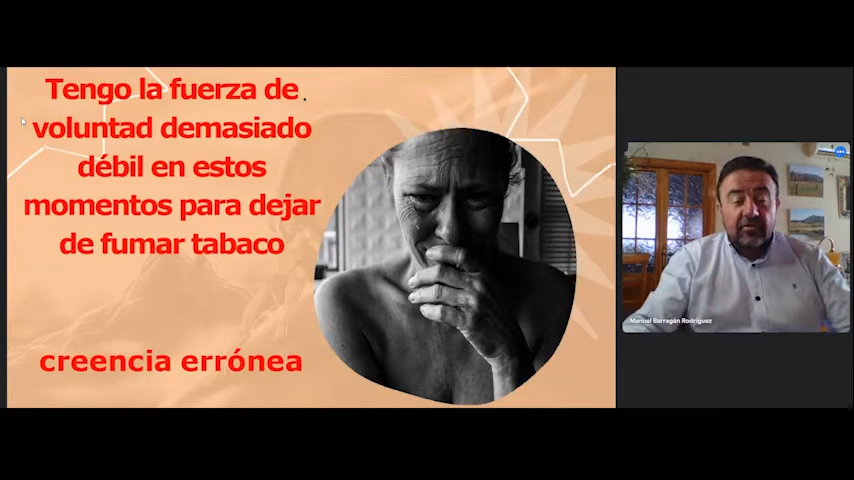 Tengo la fuerza de
voluntad demasiado
débil en estos
momentos para dejar
de fumar tabaco
creencia errónea
Manuel Barragán Rodríguez